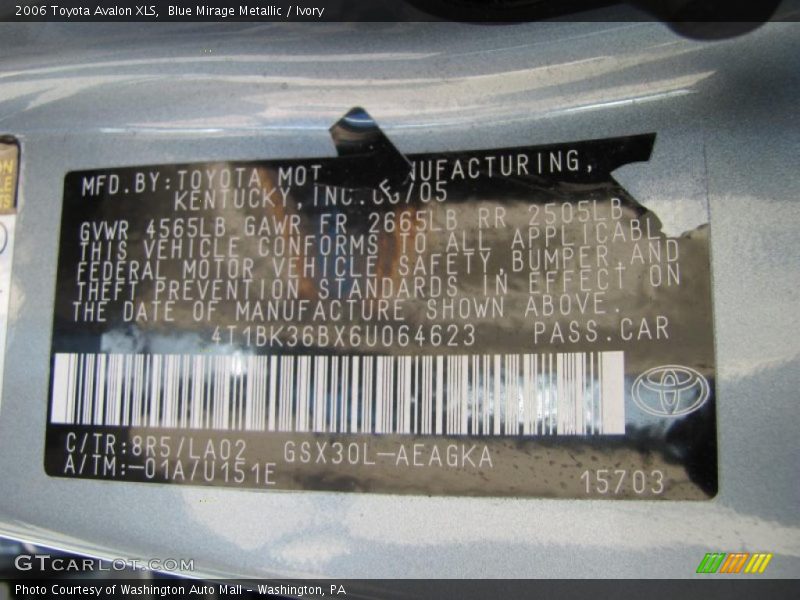 2006 Toyota Avalon XLS,  Blue Mirage Metallic / Ivory
MFD.BY:TOYOTA MOT NUFACTURING,
KENTUCKY,INC. /05
GVWR 4565LB GAWR FR 2665LB RR 2505LB
THIS VEHICLE CONFORMS TO ALL APPLICABL
FEDERAL MOTOR VEHICLE SAFETY,BUMPER,AND
THEFT PREVENTION STANDARDS IN EFFECT ON
THE DATE OF MANUFACTURE SHOWN ABOVE.
4T1BK36BX6U064623 PASS.CAR
C/TR:8R5/LA02 GSX30L-AEAGKA
A/TM:-01A/U151E
15703
GTCARLOT.COM
Photo Courtesy of Washington Auto Mall - Washington, PA